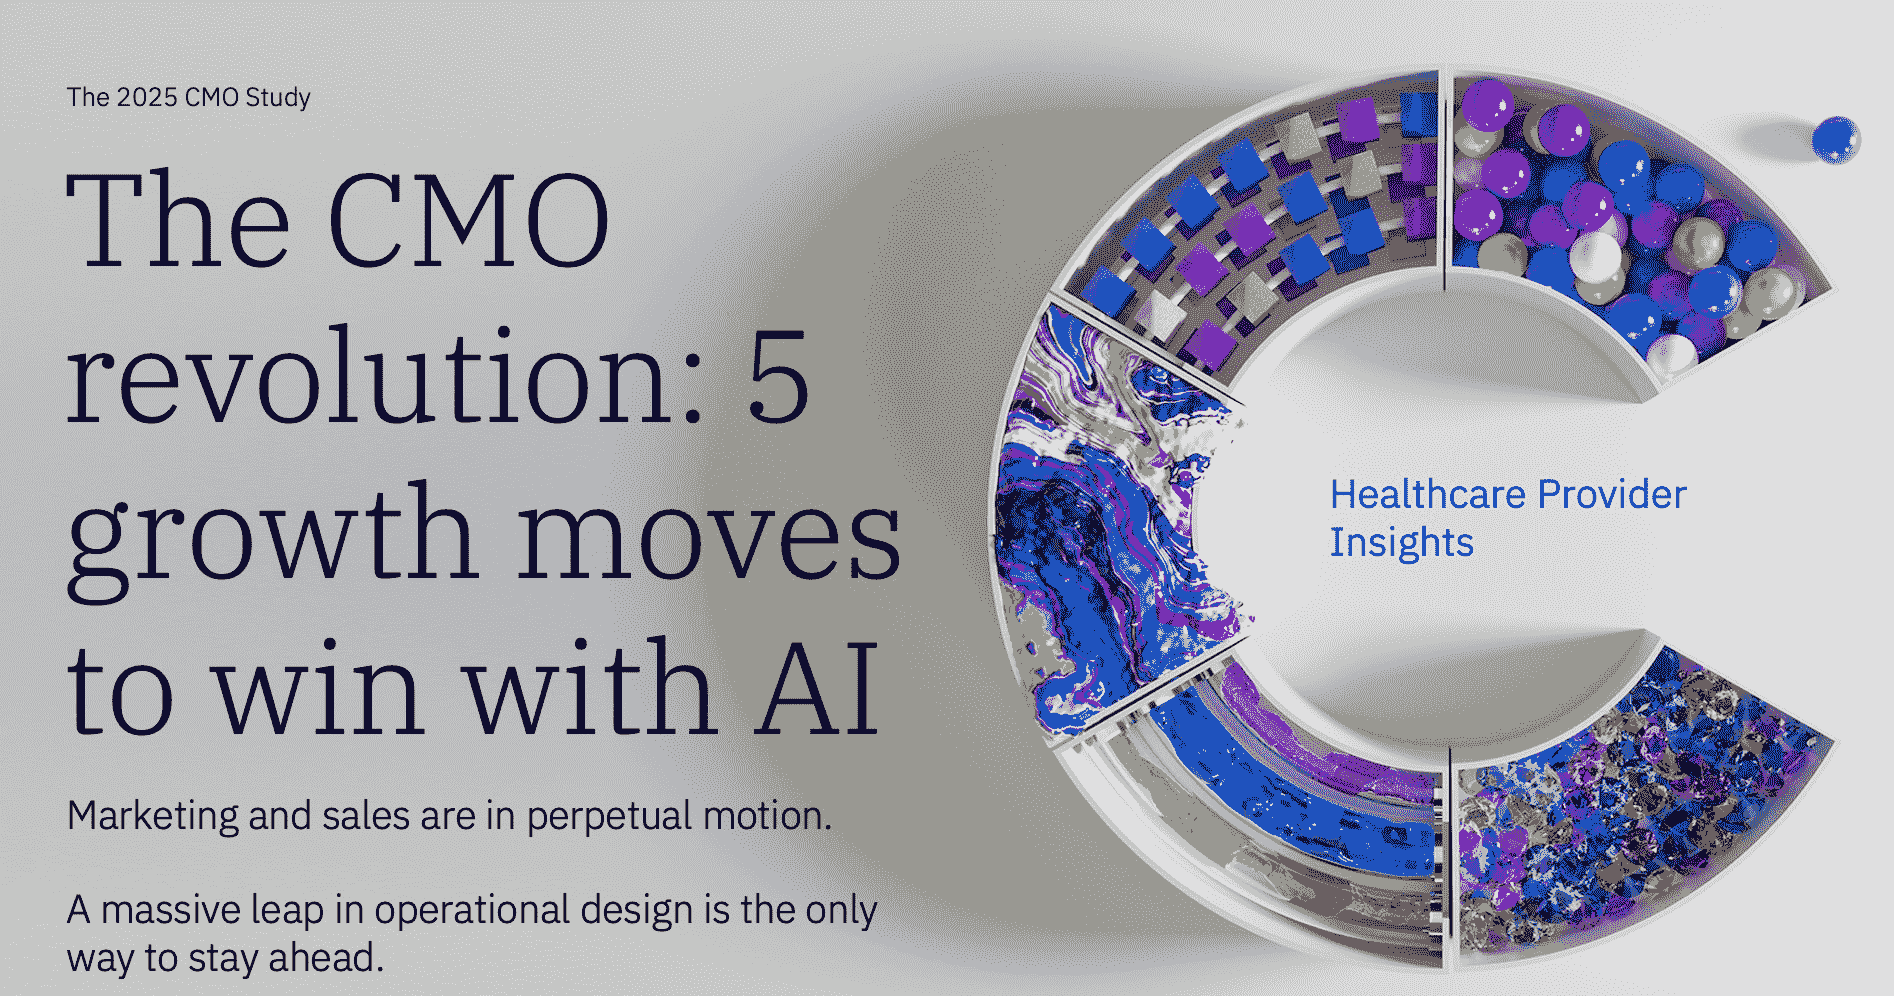 The 2025 CMO Study
The CMO
revolution: 5
growth moves
to win with AI
Marketing and sales are in perpetual motion.
A massive leap in operational design is the only
way to stay ahead.
Healthcare Provider
Insights